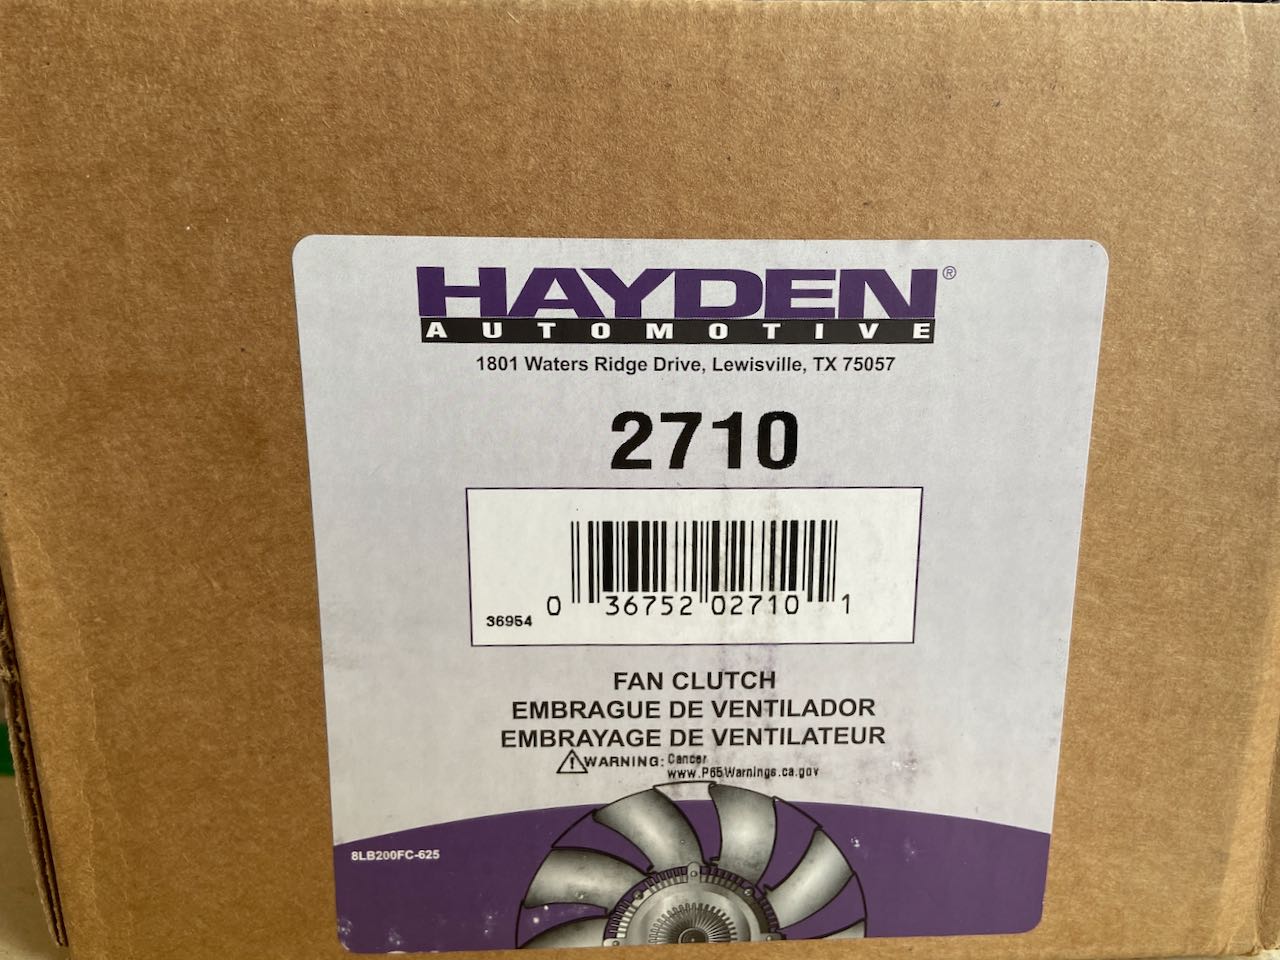 HAYDEN®
AUTOMOTIVE
1801 Waters Ridge Drive, Lewisville, TX 75057
2710
36954 0 36752 02710 1
FAN CLUTCH
EMBRAGUE DE VENTILADOR
EMBRAYAGE DE VENTILATEUR
WARNING: Cancer
www.P65Warnings.ca.gov
8LB200FC-625